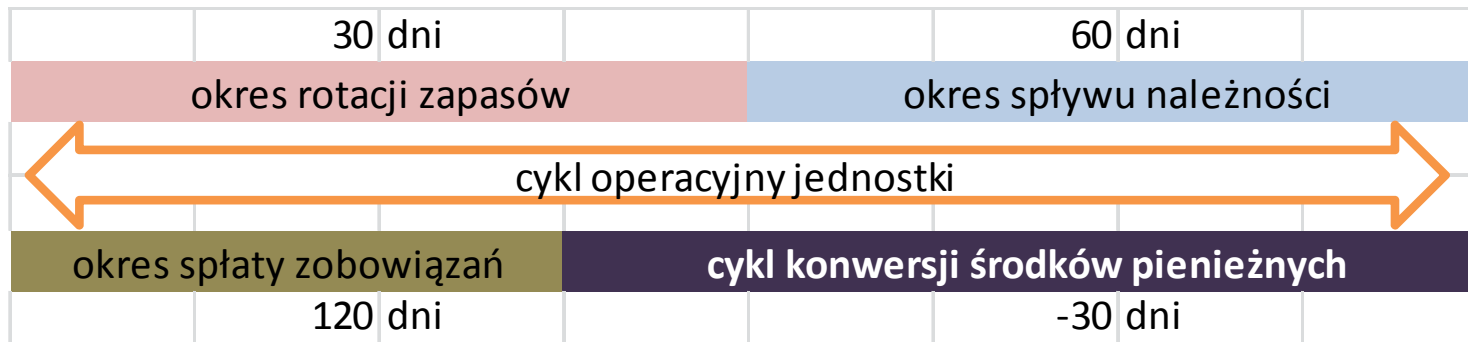 30 dni 60 dni
okres rotacji zapasów okres spływu należności
cykl operacyjny jednostki
okres spłaty zobowiązań cykl konwersji środków pienieżnych
120 dni -30 dni